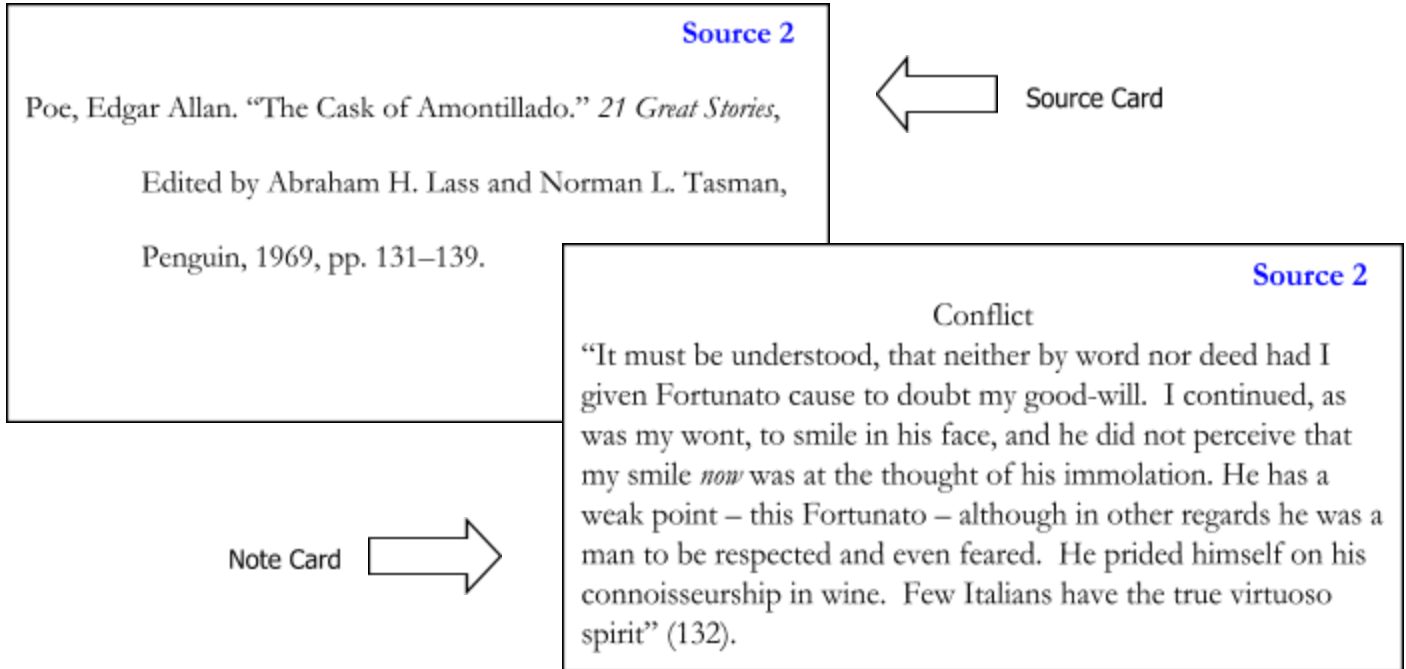 Source 2
Poe, Edgar Allan. “The Cask of Amontillado.” 21 Great Stories,
Edited by Abraham H. Lass and Norman L. Tasman,
Penguin, 1969, pp. 131–139.
Source Card
Source 2
Conflict
“It must be understood, that neither by word nor deed had I
given Fortunato cause to doubt my good-will.  I continued, as
was my wont, to smile in his face, and he did not perceive that
my smile now was at the thought of his immolation. He has a
weak point – this Fortunato – although in other regards he was a
man to be respected and even feared.  He prided himself on his
connoisseurship in wine.  Few Italians have the true virtuoso
spirit” (132).
Note Card